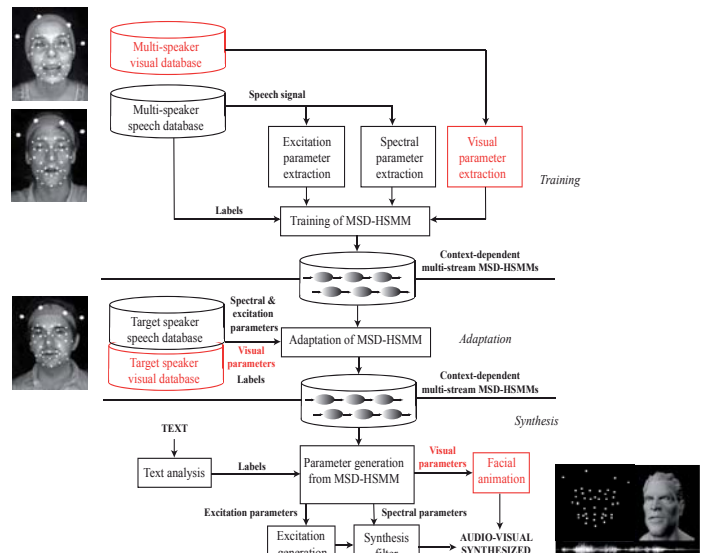 Multi-speaker
visual database
Speech signal
Multi-speaker
speech database
Excitation
parameter
extraction
Spectral
parameter
extraction
Visual
parameter
extraction
Training
Labels
Training of MSD-HSMM
Context-dependent
multi-stream MSD-HSMMs
Spectral &
excitation
parameters
Target speaker
speech database
Adaptation of MSD-HSMM
Adaptation
Visual
parameters
Target speaker
visual database
Labels
Context-dependent
multi-stream MSD-HSMMs
Synthesis
TEXT
Text analysis
Labels
Parameter generation
from MSD-HSMM
Visual
parameters
Facial
animation
Excitation parameters
Spectral parameters
Excitation
generation
Synthesis
filter
AUDIO-VISUAL
SYNTHESIZED